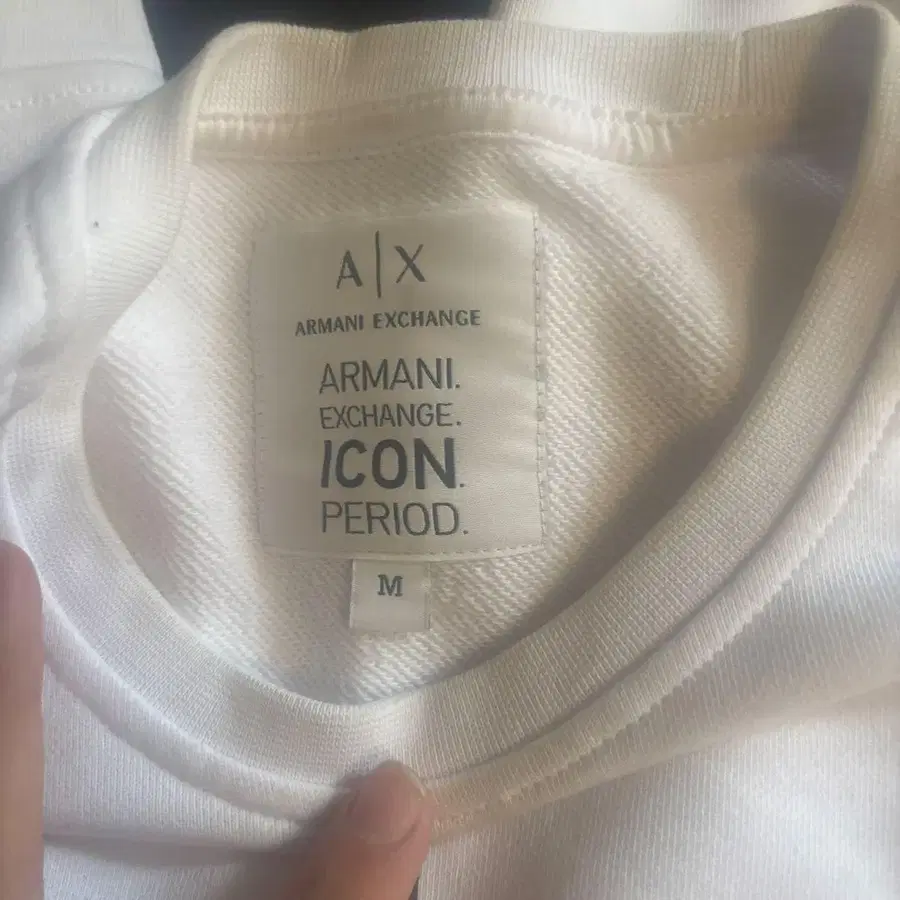 A|X
ARMANI EXCHANGE
ARMANI.
EXCHANGE.
ICON.
PERIOD.
M